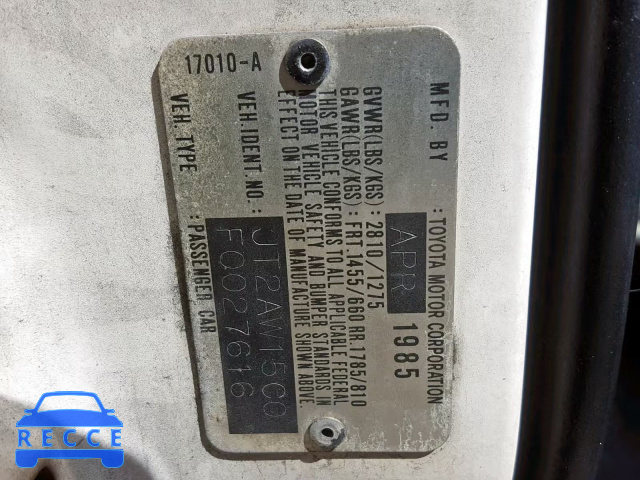 MFD. BY : TOYOTA MOTOR CORPORATION
APR 1985
GVWR(LBS/KGS) : 2810/1275
GAWR(LBS/KGS) : FRT.1455/660 RR.1785/810
THIS VEHICLE CONFORMS TO ALL APPLICABLE FEDERAL
MOTOR VEHICLE SAFETY AND BUMPER STANDARDS IN
EFFECT ON THE DATE OF MANUFACTURE SHOWN ABOVE.
VEH.IDENT. NO. : JT2AW15C0
F0027616
VEH. TYPE : PASSENGER CAR
17010-A
RECCE